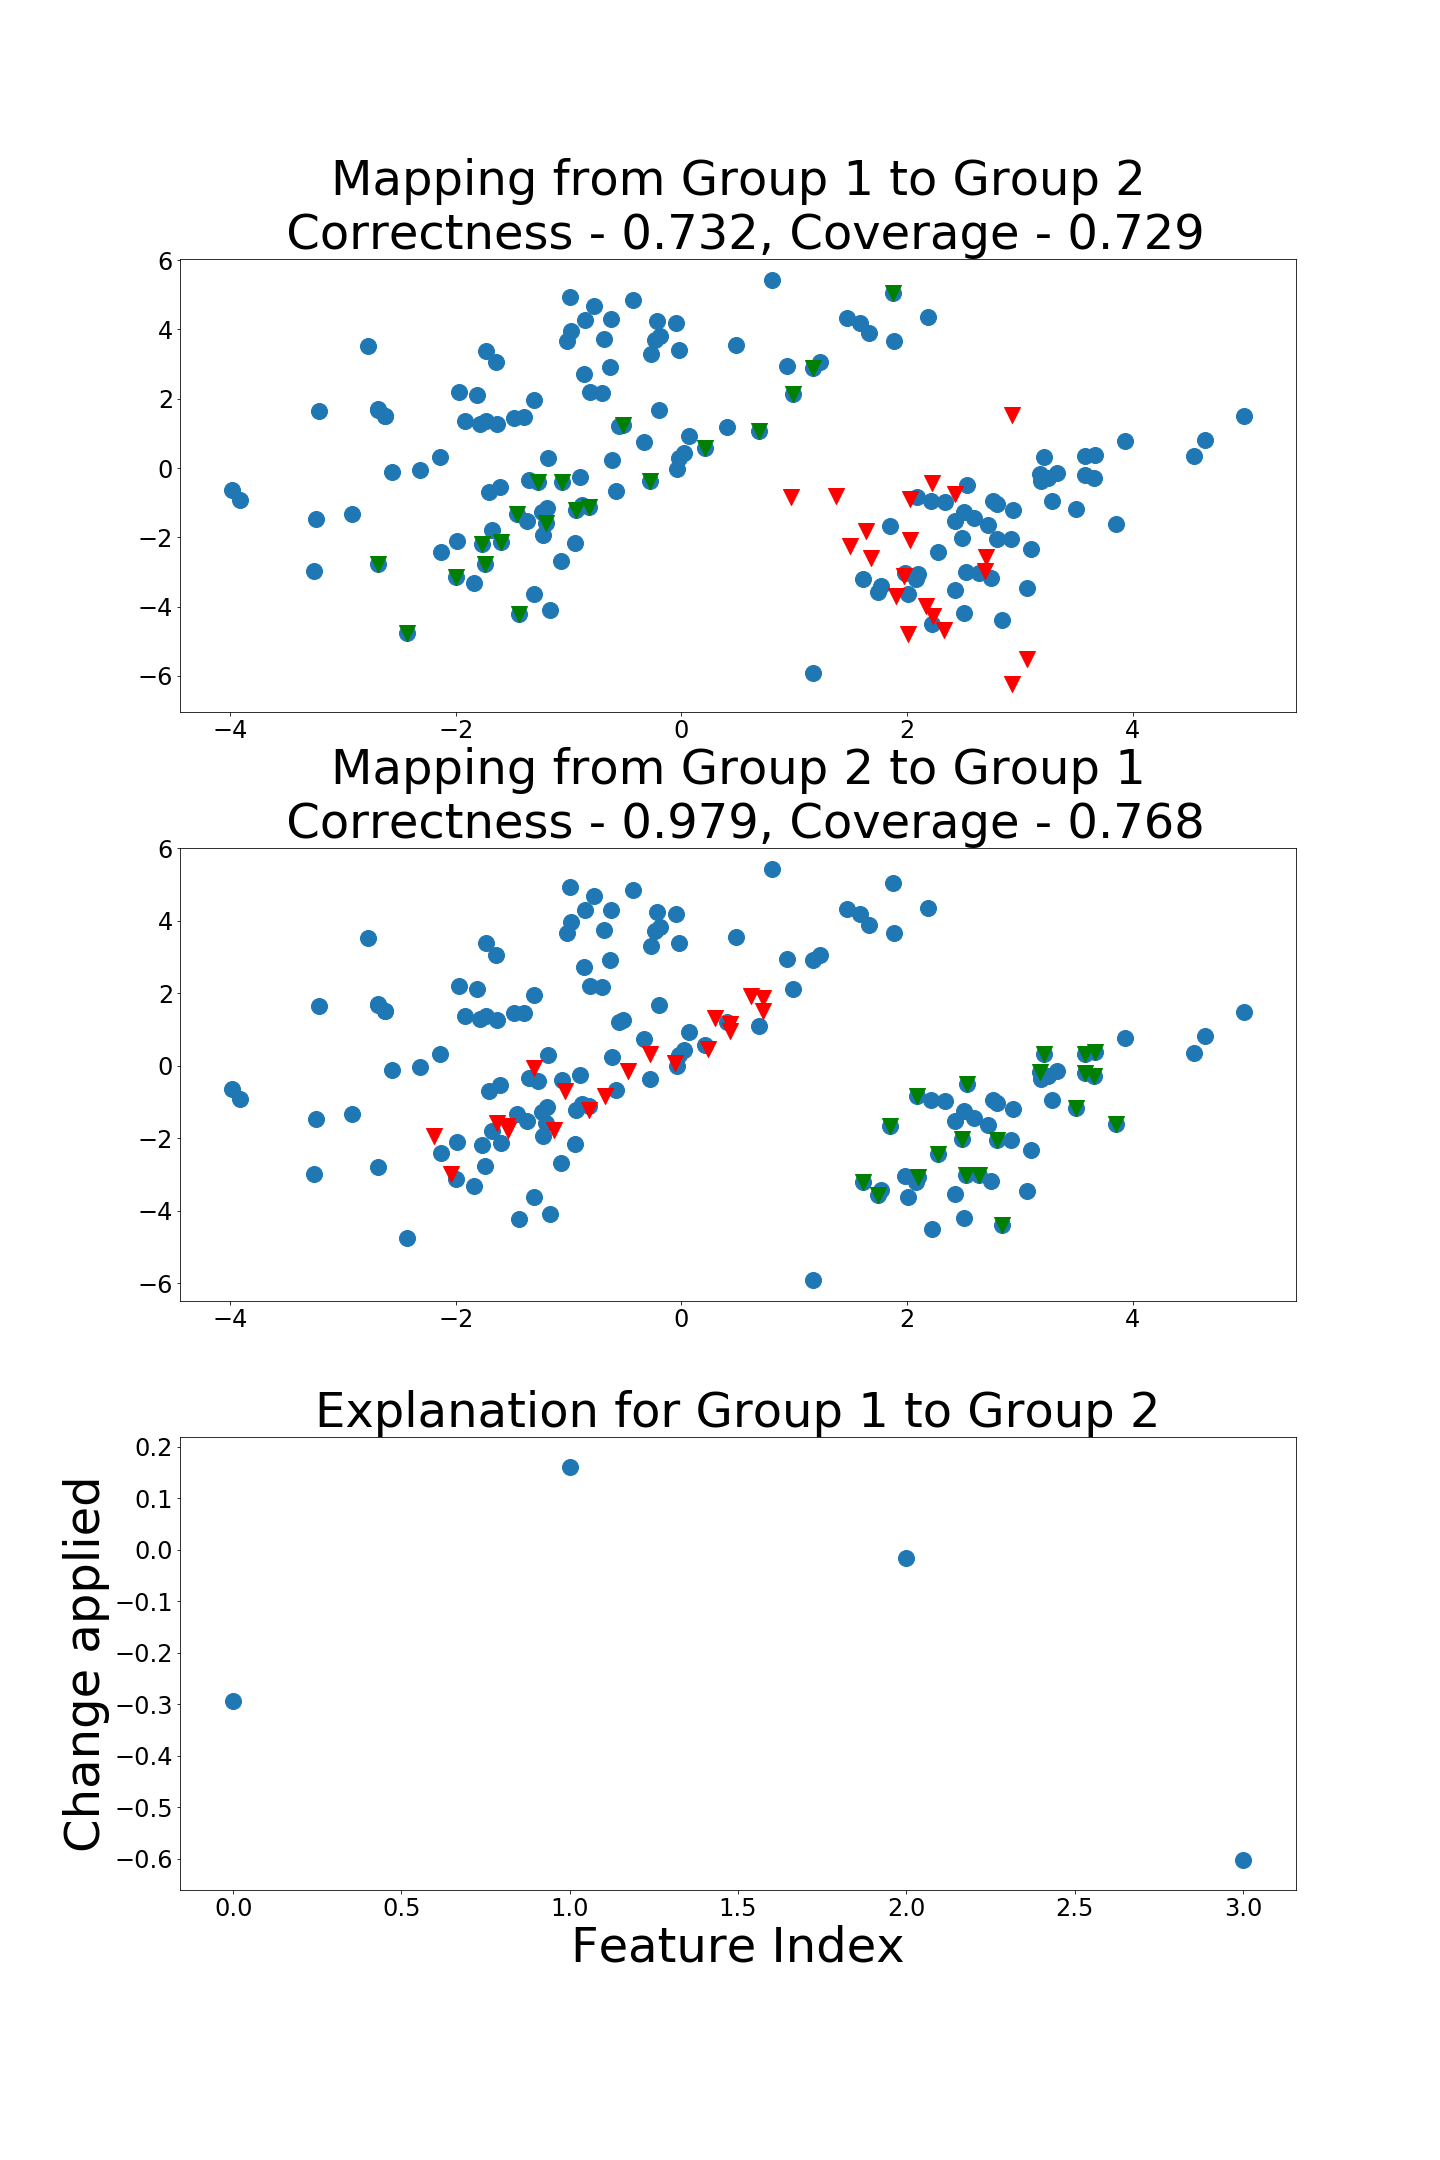 Mapping from Group 1 to Group 2
Correctness - 0.732, Coverage - 0.729
6
4
2
0
−2
−4
−6
−4 −2 0 2 4
Mapping from Group 2 to Group 1
Correctness - 0.979, Coverage - 0.768
6
4
2
0
−2
−4
−6
−4 −2 0 2 4
Explanation for Group 1 to Group 2
Change applied
0.2
0.1
0.0
−0.1
−0.2
−0.3
−0.4
−0.5
−0.6
0.0 0.5 1.0 1.5 2.0 2.5 3.0
Feature Index